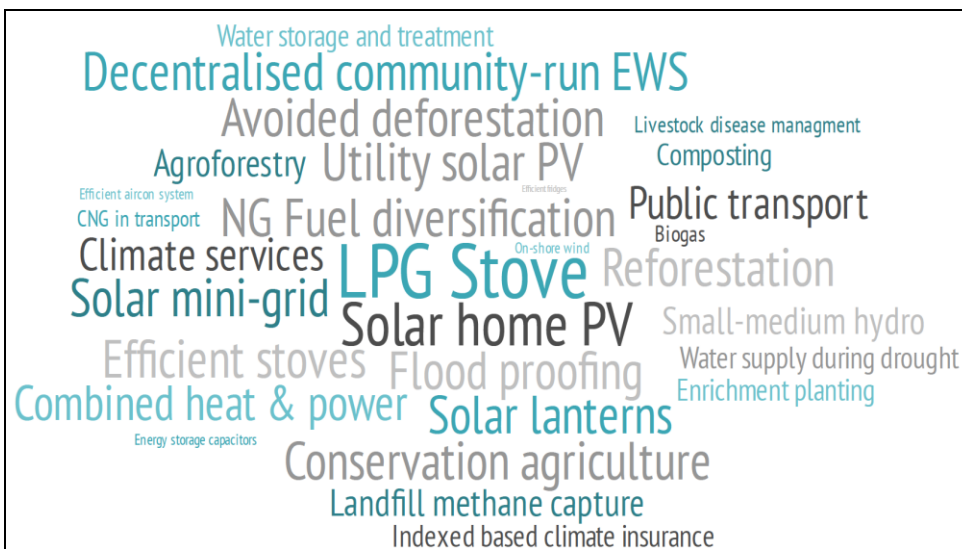 Water storage and treatment
Decentralised community-run EWS
Avoided deforestation
Livestock disease managment
Agroforestry
Utility solar PV
Composting
Efficient aircon system
Efficient fridges
CNG in transport
NG Fuel diversification
Public transport
Biogas
Climate services
LPG Stove
On-shore wind
Reforestation
Solar mini-grid
Solar home PV
Small-medium hydro
Efficient stoves
Flood proofing
Water supply during drought
Combined heat & power
Solar lanterns
Enrichment planting
Energy storage capacitors
Conservation agriculture
Landfill methane capture
Indexed based climate insurance